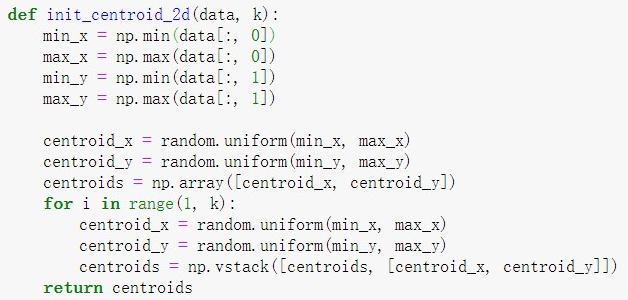 def init_centroid_2d(data, k):
    min_x = np.min(data[:, 0])
    max_x = np.max(data[:, 0])
    min_y = np.min(data[:, 1])
    max_y = np.max(data[:, 1])

    centroid_x = random.uniform(min_x, max_x)
    centroid_y = random.uniform(min_y, max_y)
    centroids = np.array([centroid_x, centroid_y])
    for i in range(1, k):
        centroid_x = random.uniform(min_x, max_x)
        centroid_y = random.uniform(min_y, max_y)
        centroids = np.vstack([centroids, [centroid_x, centroid_y]])
    return centroids